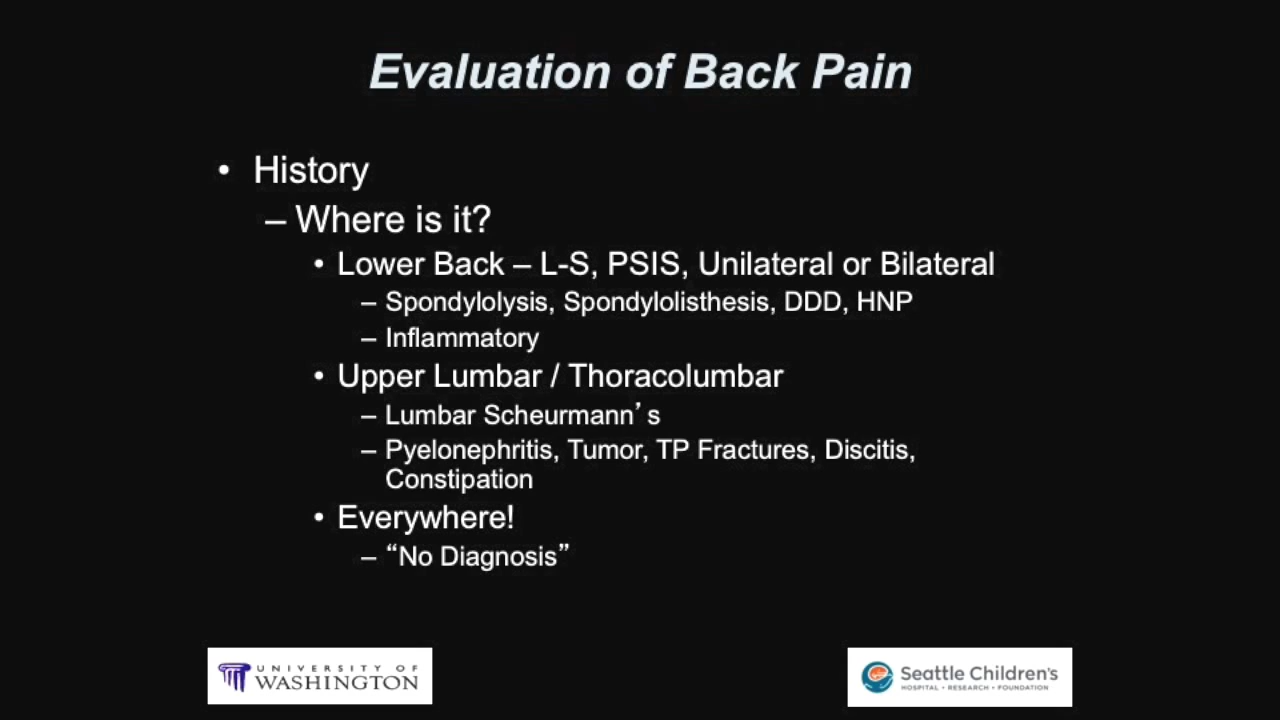 Evaluation of Back Pain
• History
– Where is it?
• Lower Back – L-S, PSIS, Unilateral or Bilateral
– Spondylolysis, Spondylolisthesis, DDD, HNP
– Inflammatory
• Upper Lumbar / Thoracolumbar
– Lumbar Scheurmann’s
– Pyelonephritis, Tumor, TP Fractures, Discitis,
Constipation
• Everywhere!
– “No Diagnosis”
UNIVERSITY OF
WASHINGTON
Seattle Children's
HOSPITAL • RESEARCH • FOUNDATION